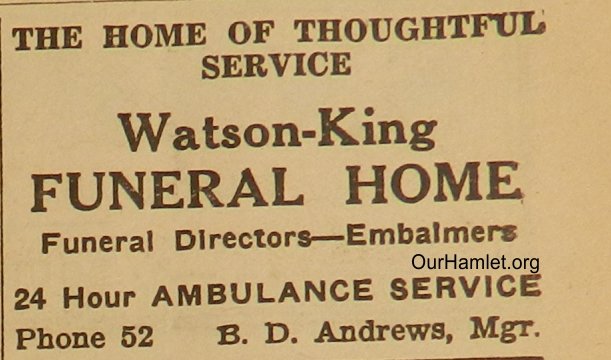 THE HOME OF THOUGHTFUL
SERVICE
Watson-King
FUNERAL HOME
Funeral Directors—Embalmers
OurHamlet.org
24 Hour AMBULANCE SERVICE
Phone 52 B. D. Andrews, Mgr.